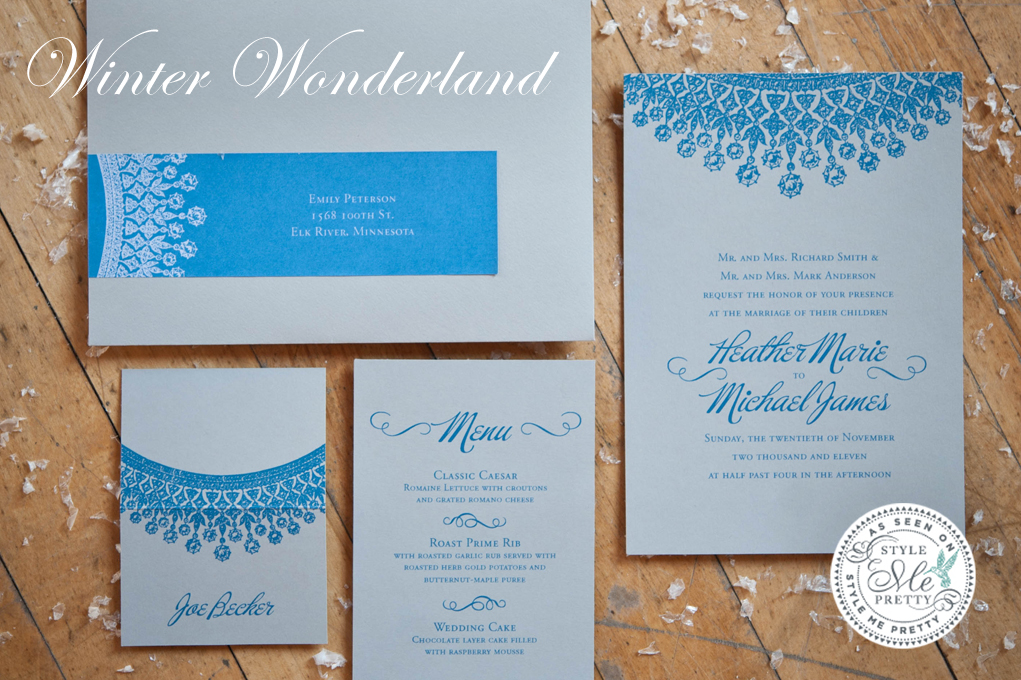 Winter Wonderland
Emily Peterson
1568 100th St.
Elk River, Minnesota
Mr. and Mrs. Richard Smith &
Mr. and Mrs. Mark Anderson
request the honor of your presence
at the marriage of their children
Heather Marie
to
Michael James
Sunday, the twentieth of November
two thousand and eleven
at half past four in the afternoon
Joe Becker
Menu
Classic Caesar
Romaine Lettuce with croutons
and grated romano cheese
Roast Prime Rib
with roasted garlic rub served with
roasted herb gold potatoes and
butternut-maple puree
Wedding Cake
Chocolate layer cake filled
with raspberry mousse
AS SEEN ON
STYLE
Me
PRETTY
STYLE ME PRETTY